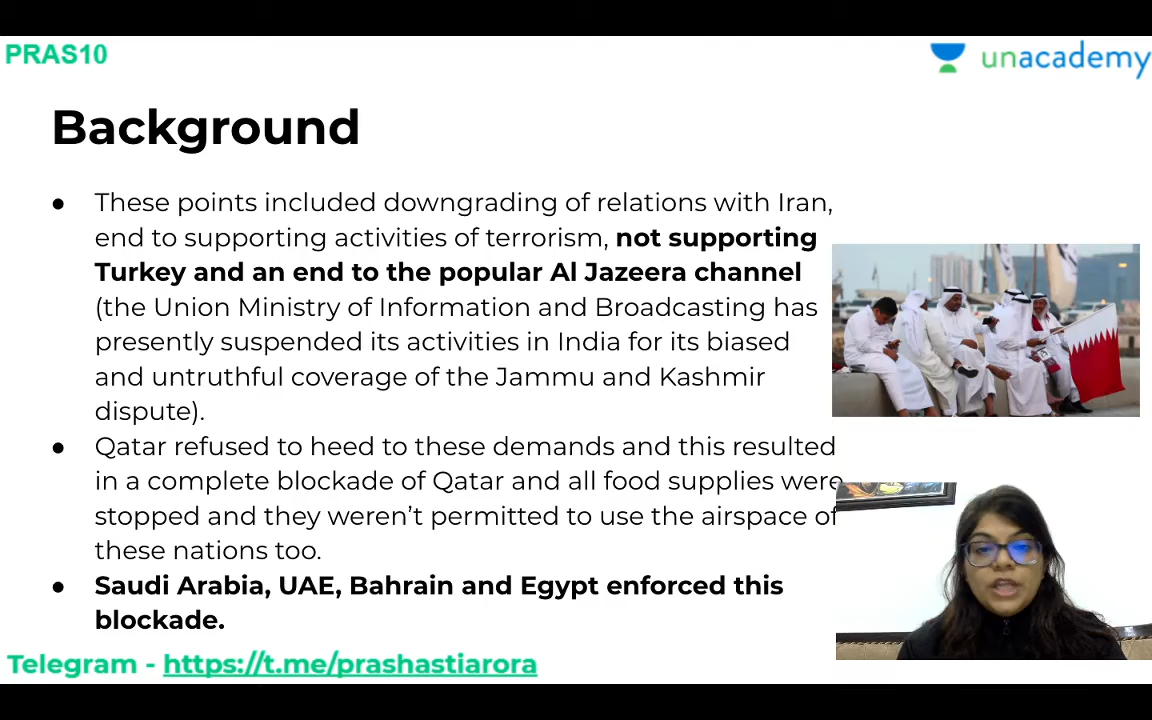 PRAS10
unacademy
Background
● These points included downgrading of relations with Iran,
end to supporting activities of terrorism, not supporting
Turkey and an end to the popular Al Jazeera channel
(the Union Ministry of Information and Broadcasting has
presently suspended its activities in India for its biased
and untruthful coverage of the Jammu and Kashmir
dispute).
● Qatar refused to heed to these demands and this resulted
in a complete blockade of Qatar and all food supplies were
stopped and they weren’t permitted to use the airspace of
these nations too.
● Saudi Arabia, UAE, Bahrain and Egypt enforced this
blockade.
Telegram - https://t.me/prashastiarora